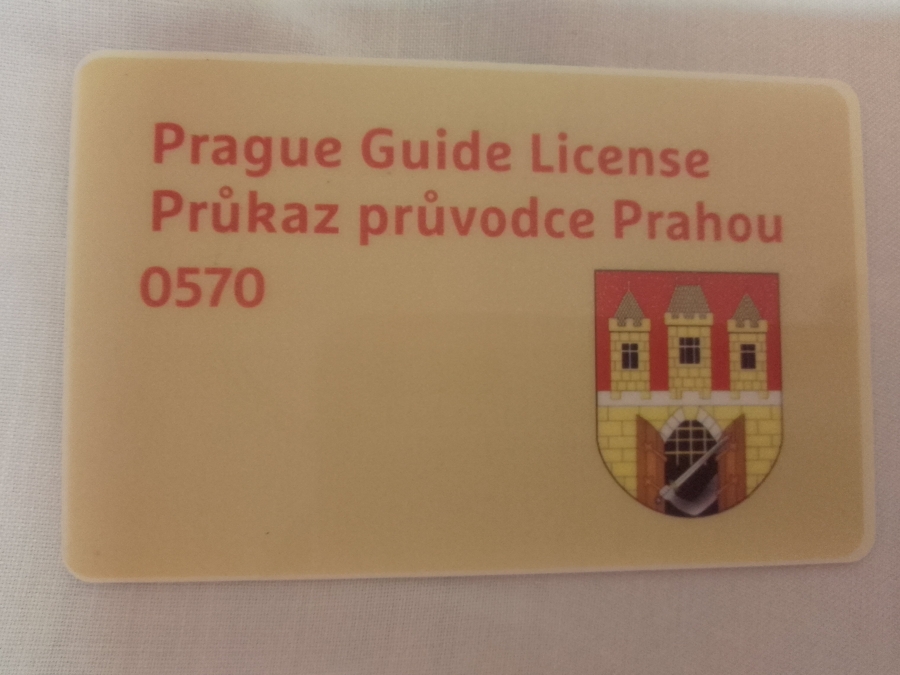 Prague Guide License
Průkaz průvodce Prahou
0570